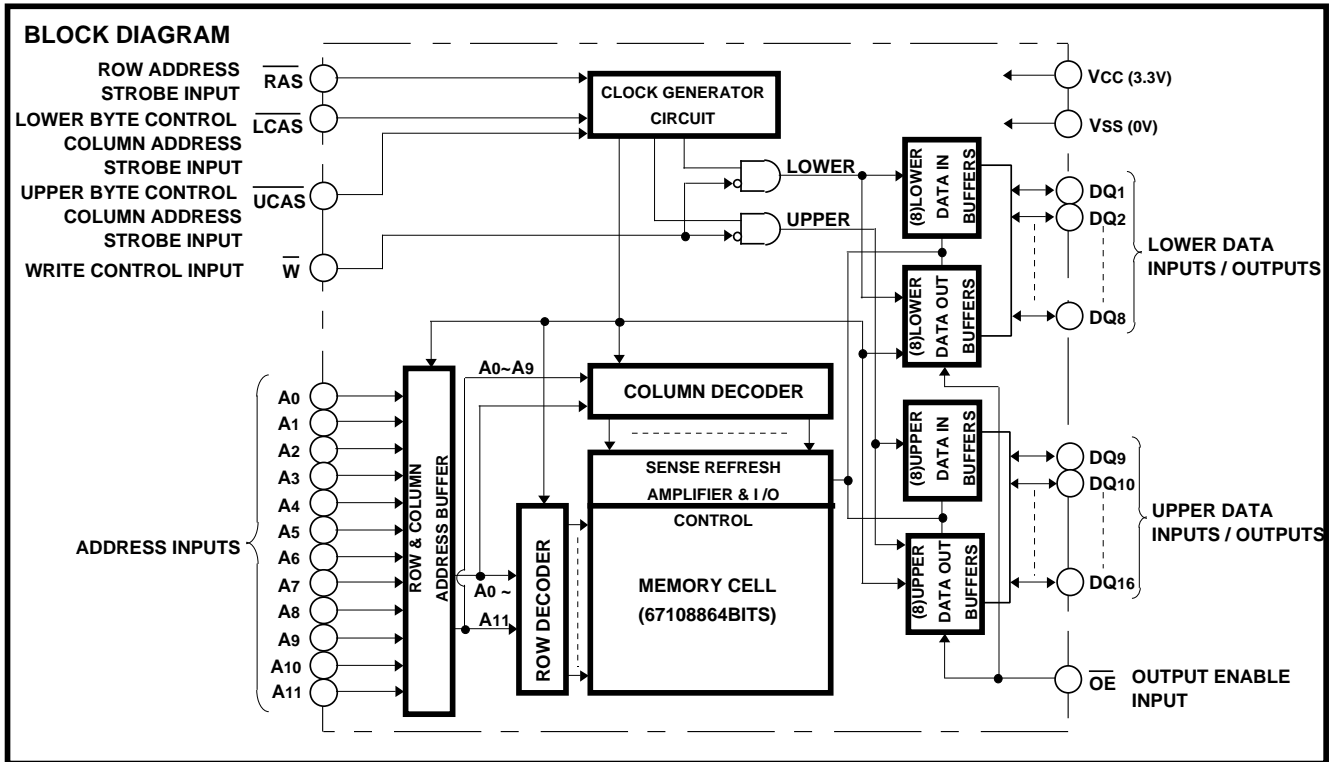 BLOCK DIAGRAM
ROW ADDRESS
STROBE INPUT
RAS
LOWER BYTE CONTROL
COLUMN ADDRESS
STROBE INPUT
LCAS
UPPER BYTE CONTROL
COLUMN ADDRESS
STROBE INPUT
UCAS
WRITE CONTROL INPUT
W
CLOCK GENERATOR
CIRCUIT
LOWER
UPPER
VCC (3.3V)
VSS (0V)
(8)LOWER
DATA IN
BUFFERS
(8)LOWER
DATA OUT
BUFFERS
DQ1
DQ2
DQ8
LOWER DATA
INPUTS / OUTPUTS
ADDRESS INPUTS
A0
A1
A2
A3
A4
A5
A6
A7
A8
A9
A10
A11
ROW & COLUMN
ADDRESS BUFFER
A0~A9
A0 ~
A11
ROW DECODER
COLUMN DECODER
SENSE REFRESH
AMPLIFIER & I /O
CONTROL
MEMORY CELL
(67108864BITS)
(8)UPPER
DATA IN
BUFFERS
(8)UPPER
DATA OUT
BUFFERS
DQ9
DQ10
DQ16
UPPER DATA
INPUTS / OUTPUTS
OE
OUTPUT ENABLE
INPUT